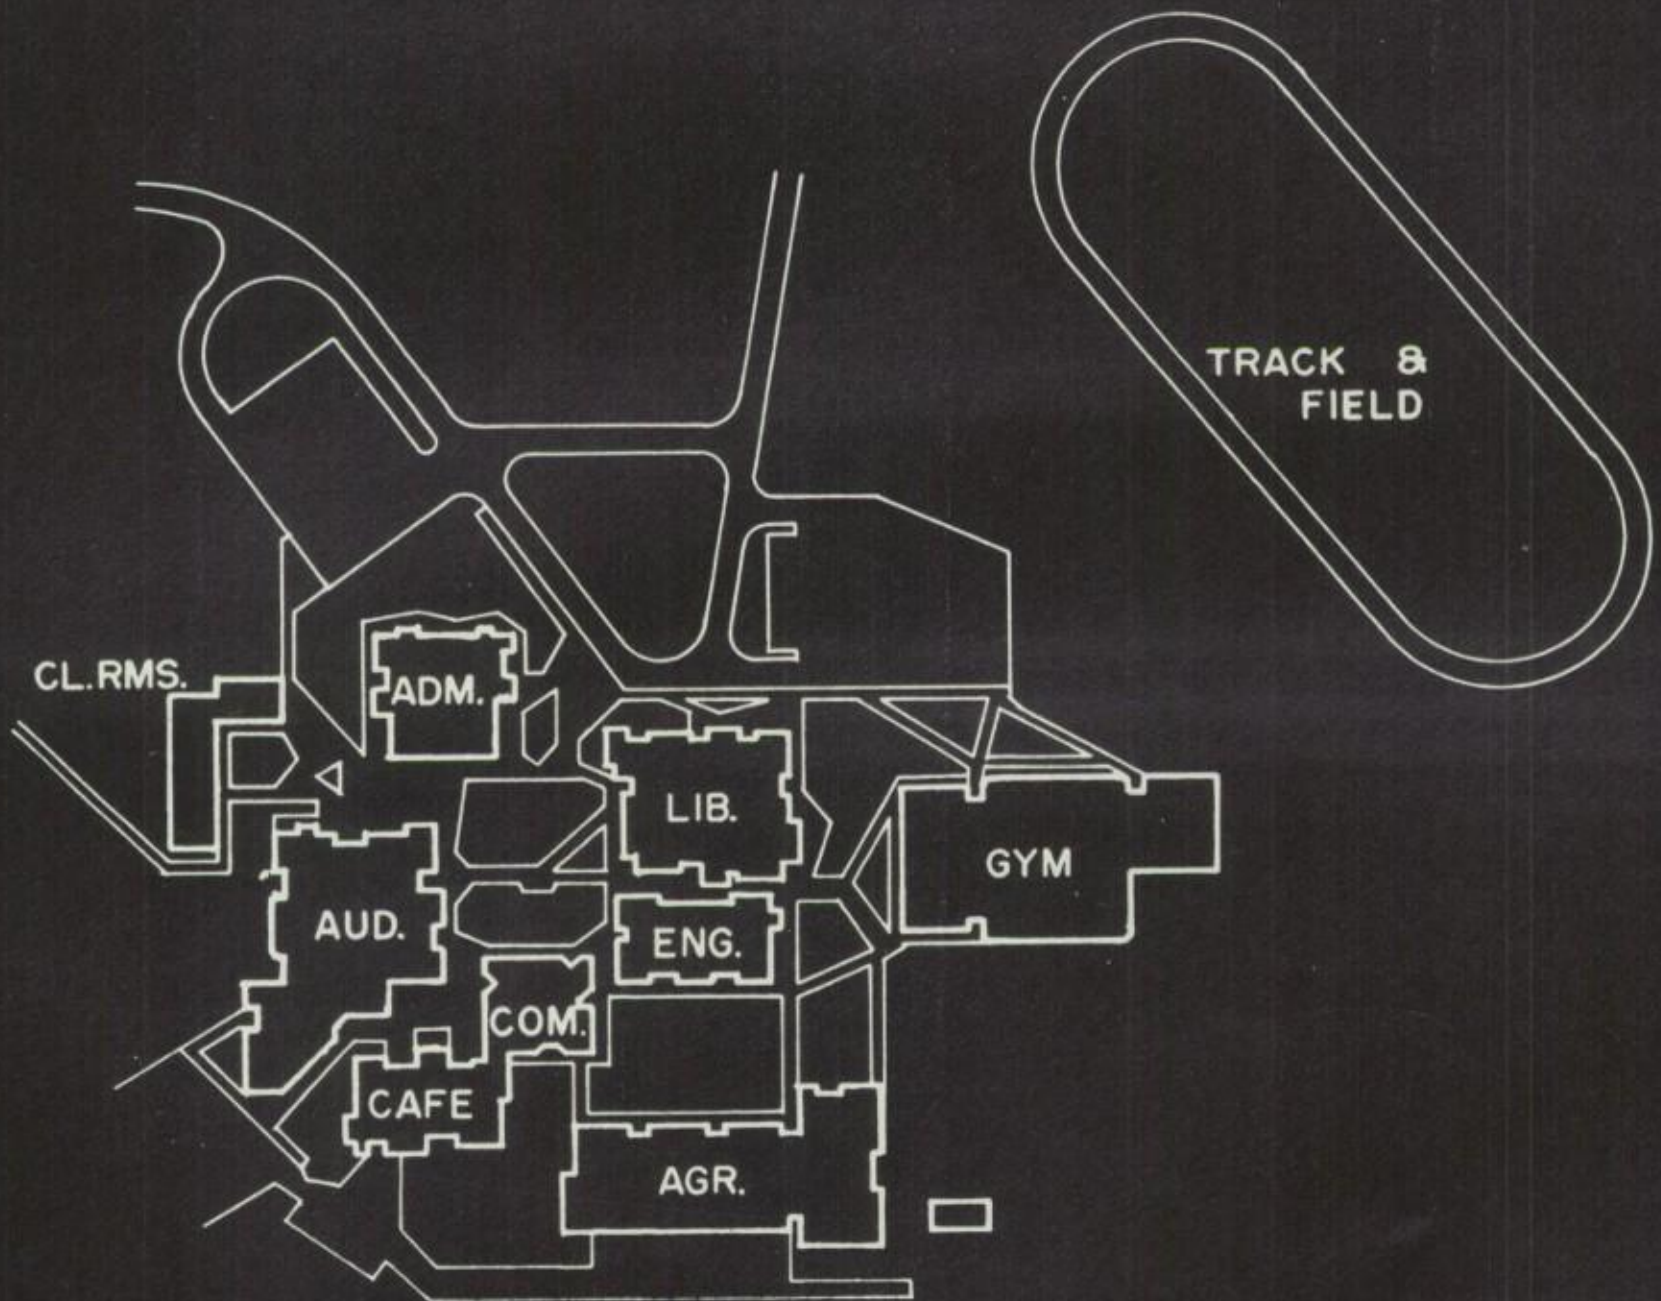 TRACK &
FIELD
CL.RMS.
ADM.
LIB.
GYM
AUD.
ENG.
COM.
CAFE
AGR.